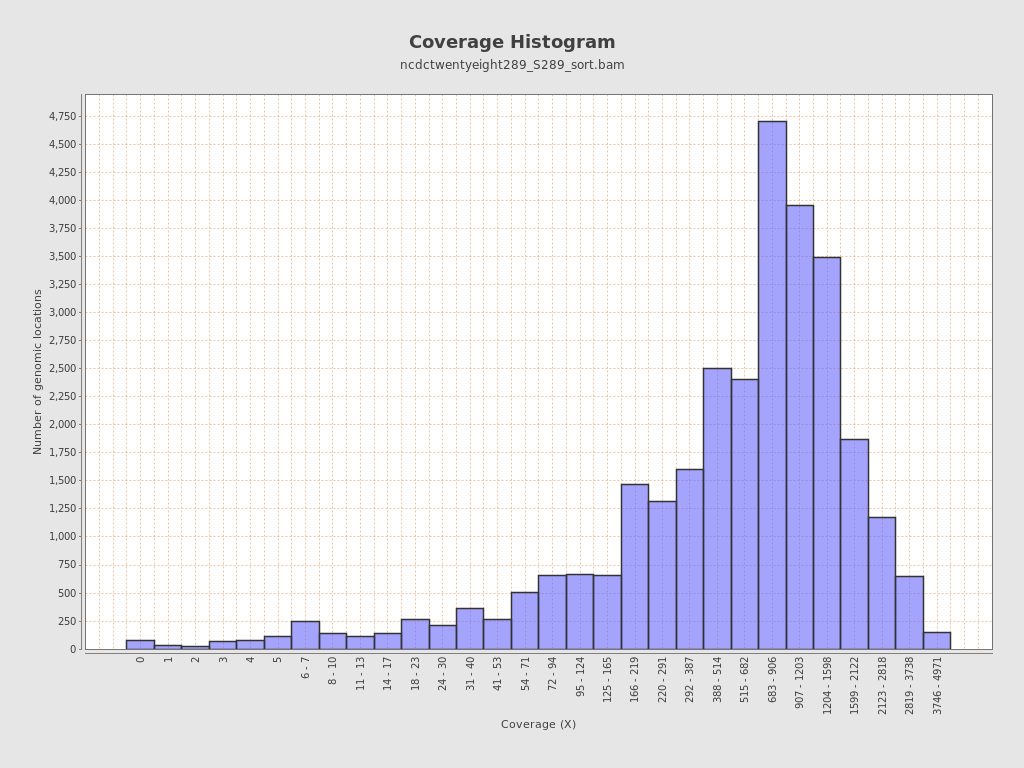 Coverage Histogram
ncdctwentyeight289_S289_sort.bam
4,750
4,500
4,250
4,000
3,750
3,500
3,250
3,000
2,750
2,500
2,250
2,000
1,750
1,500
1,250
1,000
750
500
250
0
Number of genomic locations
0
1
2
3
4
5
6 - 7
8 - 10
11 - 13
14 - 17
18 - 23
24 - 30
31 - 40
41 - 53
54 - 71
72 - 94
95 - 124
125 - 165
166 - 219
220 - 291
292 - 387
388 - 514
515 - 682
683 - 906
907 - 1203
1204 - 1598
1599 - 2122
2123 - 2818
2819 - 3738
3746 - 4971
Coverage (X)